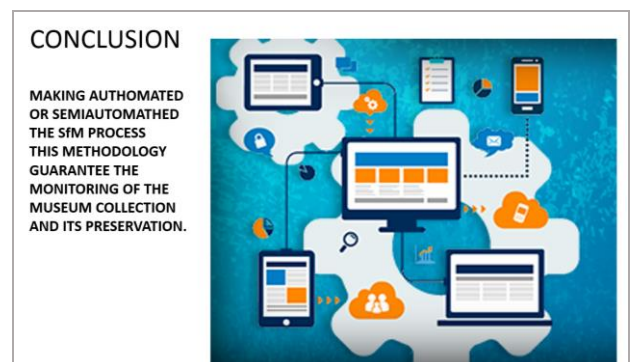 CONCLUSION
MAKING AUTHOMATED
OR SEMIAUTOMATHED
THE SfM PROCESS
THIS METHODOLOGY
GUARANTEE THE
MONITORING OF THE
MUSEUM COLLECTION
AND ITS PRESERVATION.